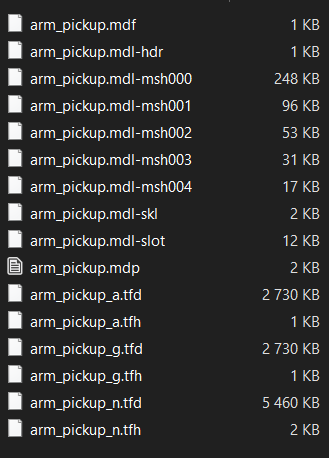 arm_pickup.mdf 1 KB
arm_pickup.mdl-hdr 1 KB
arm_pickup.mdl-msh000 248 KB
arm_pickup.mdl-msh001 96 KB
arm_pickup.mdl-msh002 53 KB
arm_pickup.mdl-msh003 31 KB
arm_pickup.mdl-msh004 17 KB
arm_pickup.mdl-skl 2 KB
arm_pickup.mdl-slot 12 KB
arm_pickup.mdp 2 KB
arm_pickup_a.tfd 2 730 KB
arm_pickup_a.tfh 1 KB
arm_pickup_g.tfd 2 730 KB
arm_pickup_g.tfh 1 KB
arm_pickup_n.tfd 5 460 KB
arm_pickup_n.tfh 2 KB